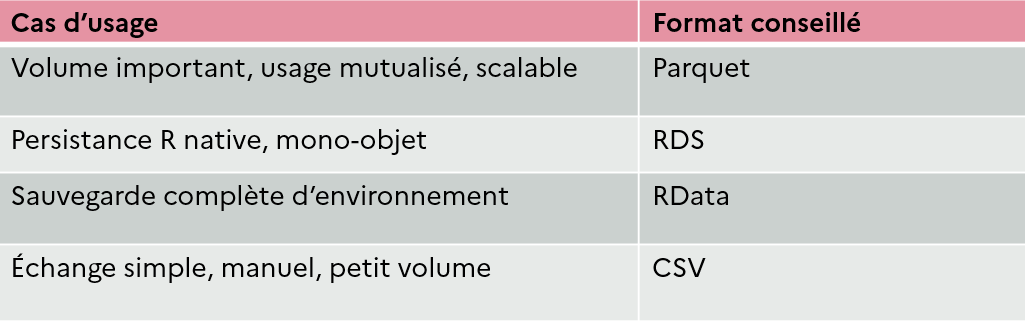 Cas d’usage
Format conseillé
Volume important, usage mutualisé, scalable
Parquet
Persistance R native, mono-objet
RDS
Sauvegarde complète d’environnement
RData
Échange simple, manuel, petit volume
CSV